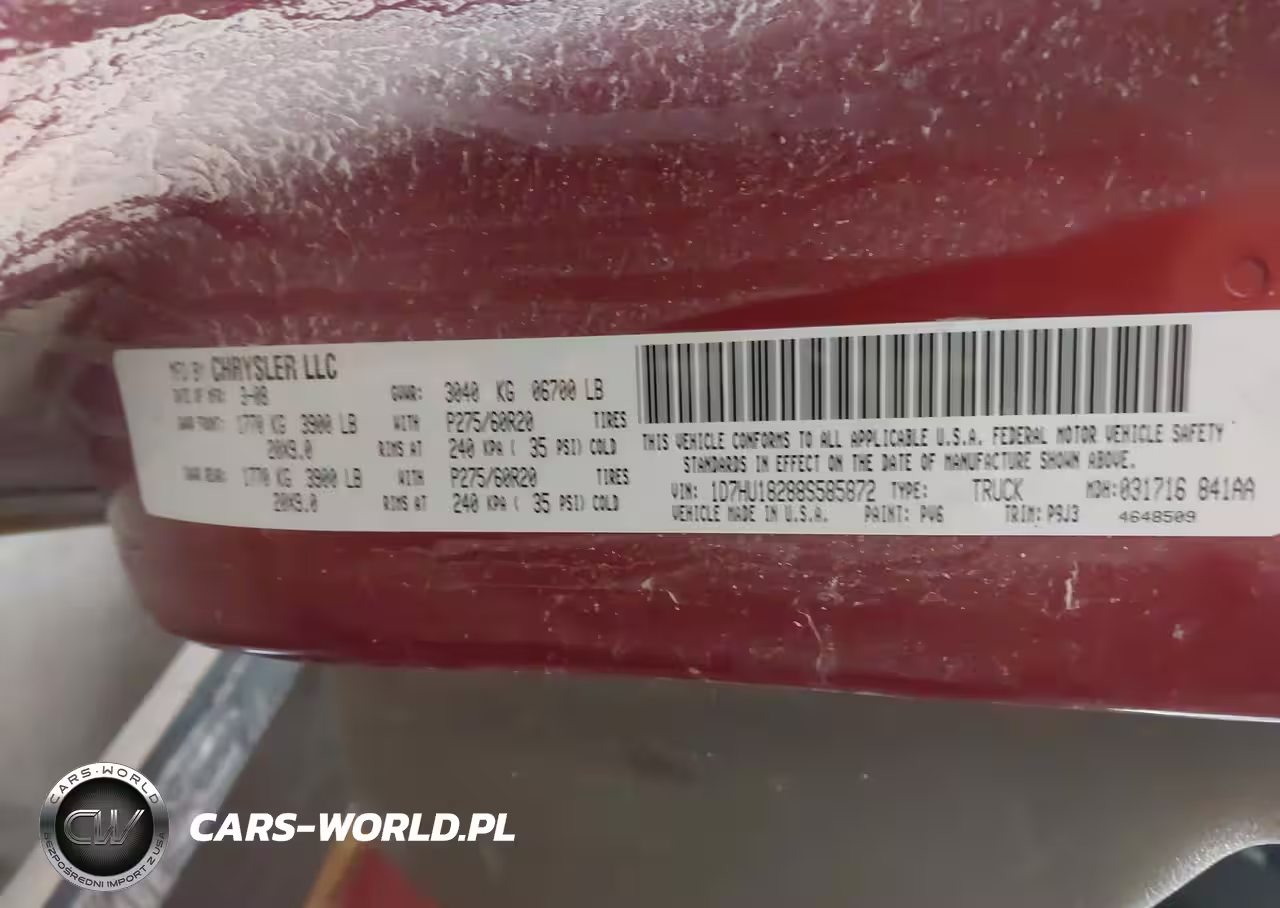 MFD BY CHRYSLER LLC
DATE OF MFR: 3-08 GVWR: 3040 KG 06700 LB
GAWR FRONT: 1770 KG 3900 LB WITH P275/60R20 TIRES
20X9.0 RIMS AT 240 KPA ( 35 PSI) COLD
GAWR REAR: 1770 KG 3900 LB WITH P275/60R20 TIRES
20X9.0 RIMS AT 240 KPA ( 35 PSI) COLD
THIS VEHICLE CONFORMS TO ALL APPLICABLE U.S.A. FEDERAL MOTOR VEHICLE SAFETY
STANDARDS IN EFFECT ON THE DATE OF MANUFACTURE SHOWN ABOVE.
VIN: 1D7HU18288S585872 TYPE: TRUCK MDH: 031716 841AA
VEHICLE MADE IN U.S.A. PAINT: PV6 TRIM: P9J3 4648509
CARS-WORLD
CW
BEZPOŚREDNI IMPORT Z USA
CARS-WORLD.PL